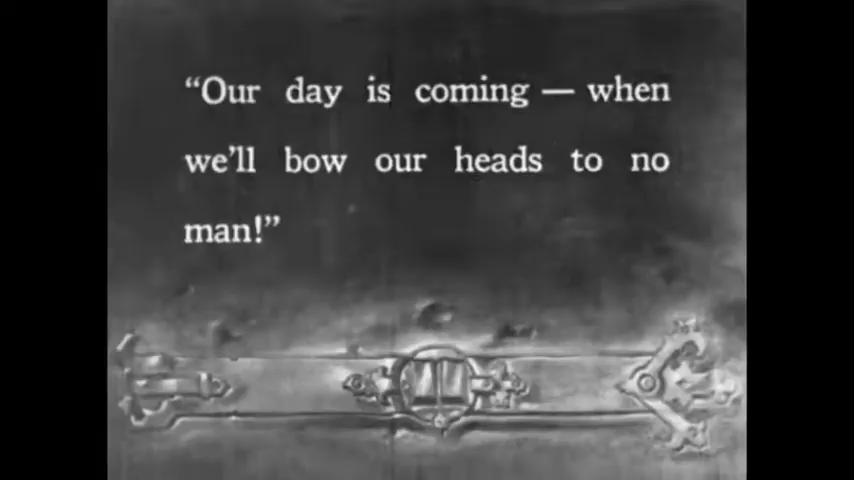 “Our day is coming — when
we’ll bow our heads to no
man!”